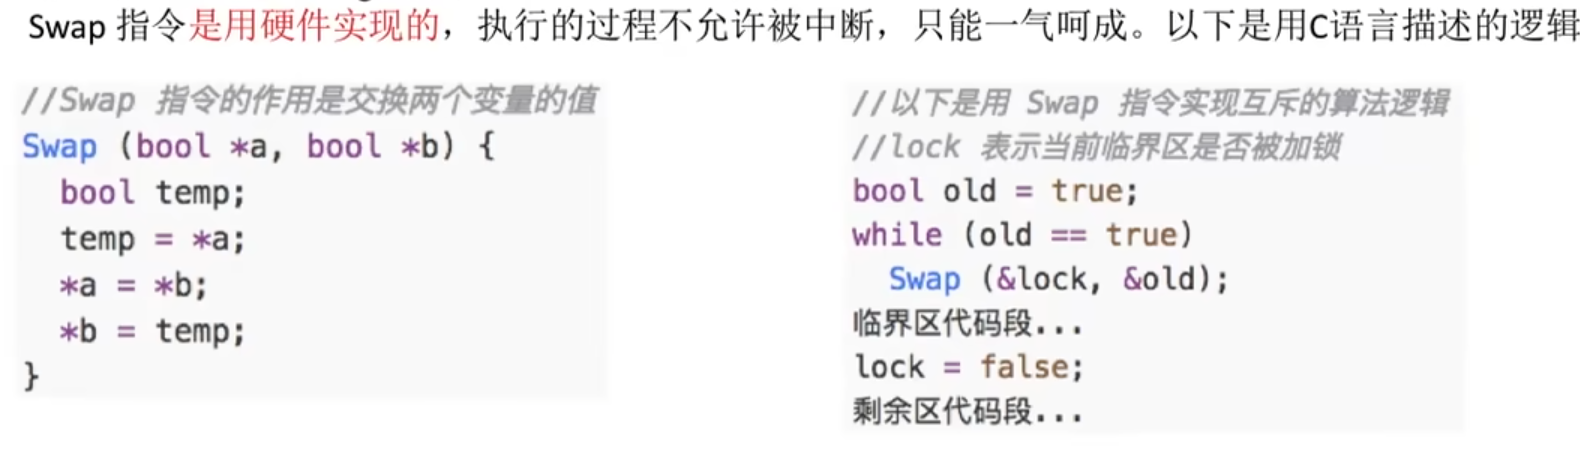 Swap 指令是用硬件实现的，执行的过程不允许被中断，只能一气呵成。以下是用C语言描述的逻辑
//Swap 指令的作用是交换两个变量的值
Swap (bool *a, bool *b) {
  bool temp;
  temp = *a;
  *a = *b;
  *b = temp;
}
//以下是用 Swap 指令实现互斥的算法逻辑
//lock 表示当前临界区是否被加锁
bool old = true;
while (old == true)
  Swap (&lock, &old);
临界区代码段...
lock = false;
剩余区代码段...